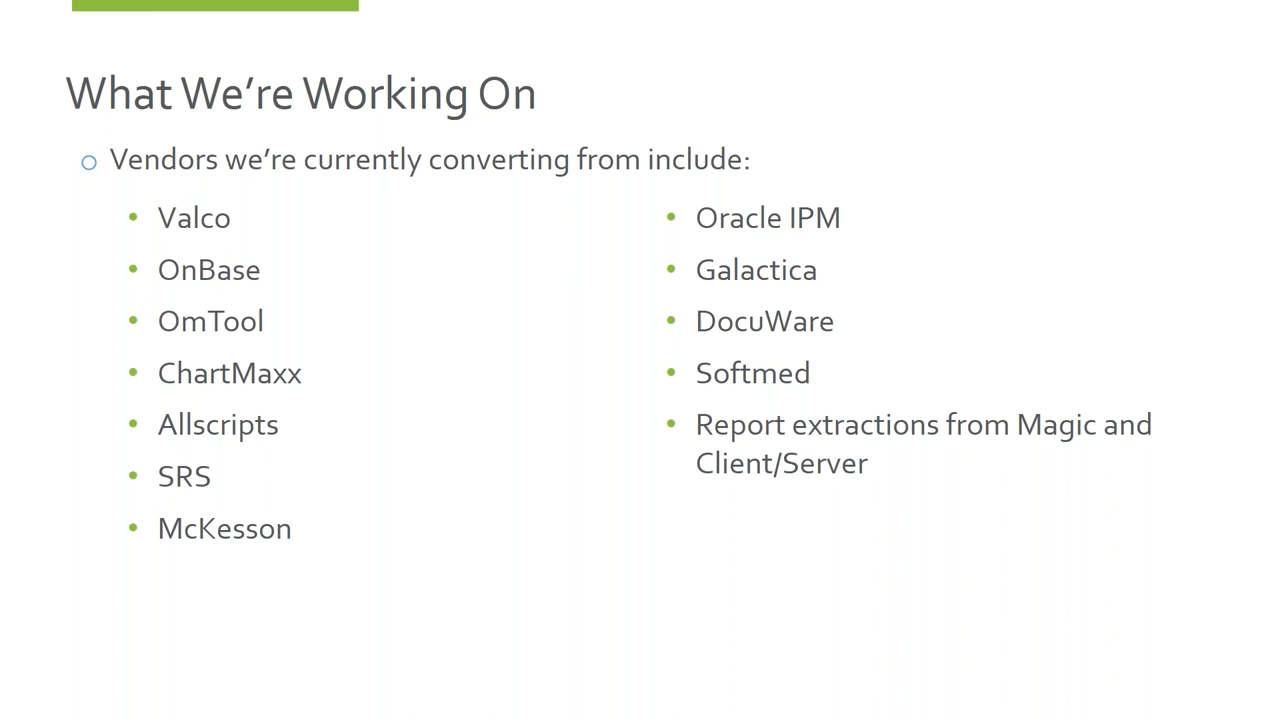 What We’re Working On
Vendors we’re currently converting from include:
Valco
OnBase
OmTool
ChartMaxx
Allscripts
SRS
McKesson
Oracle IPM
Galactica
DocuWare
Softmed
Report extractions from Magic and
Client/Server